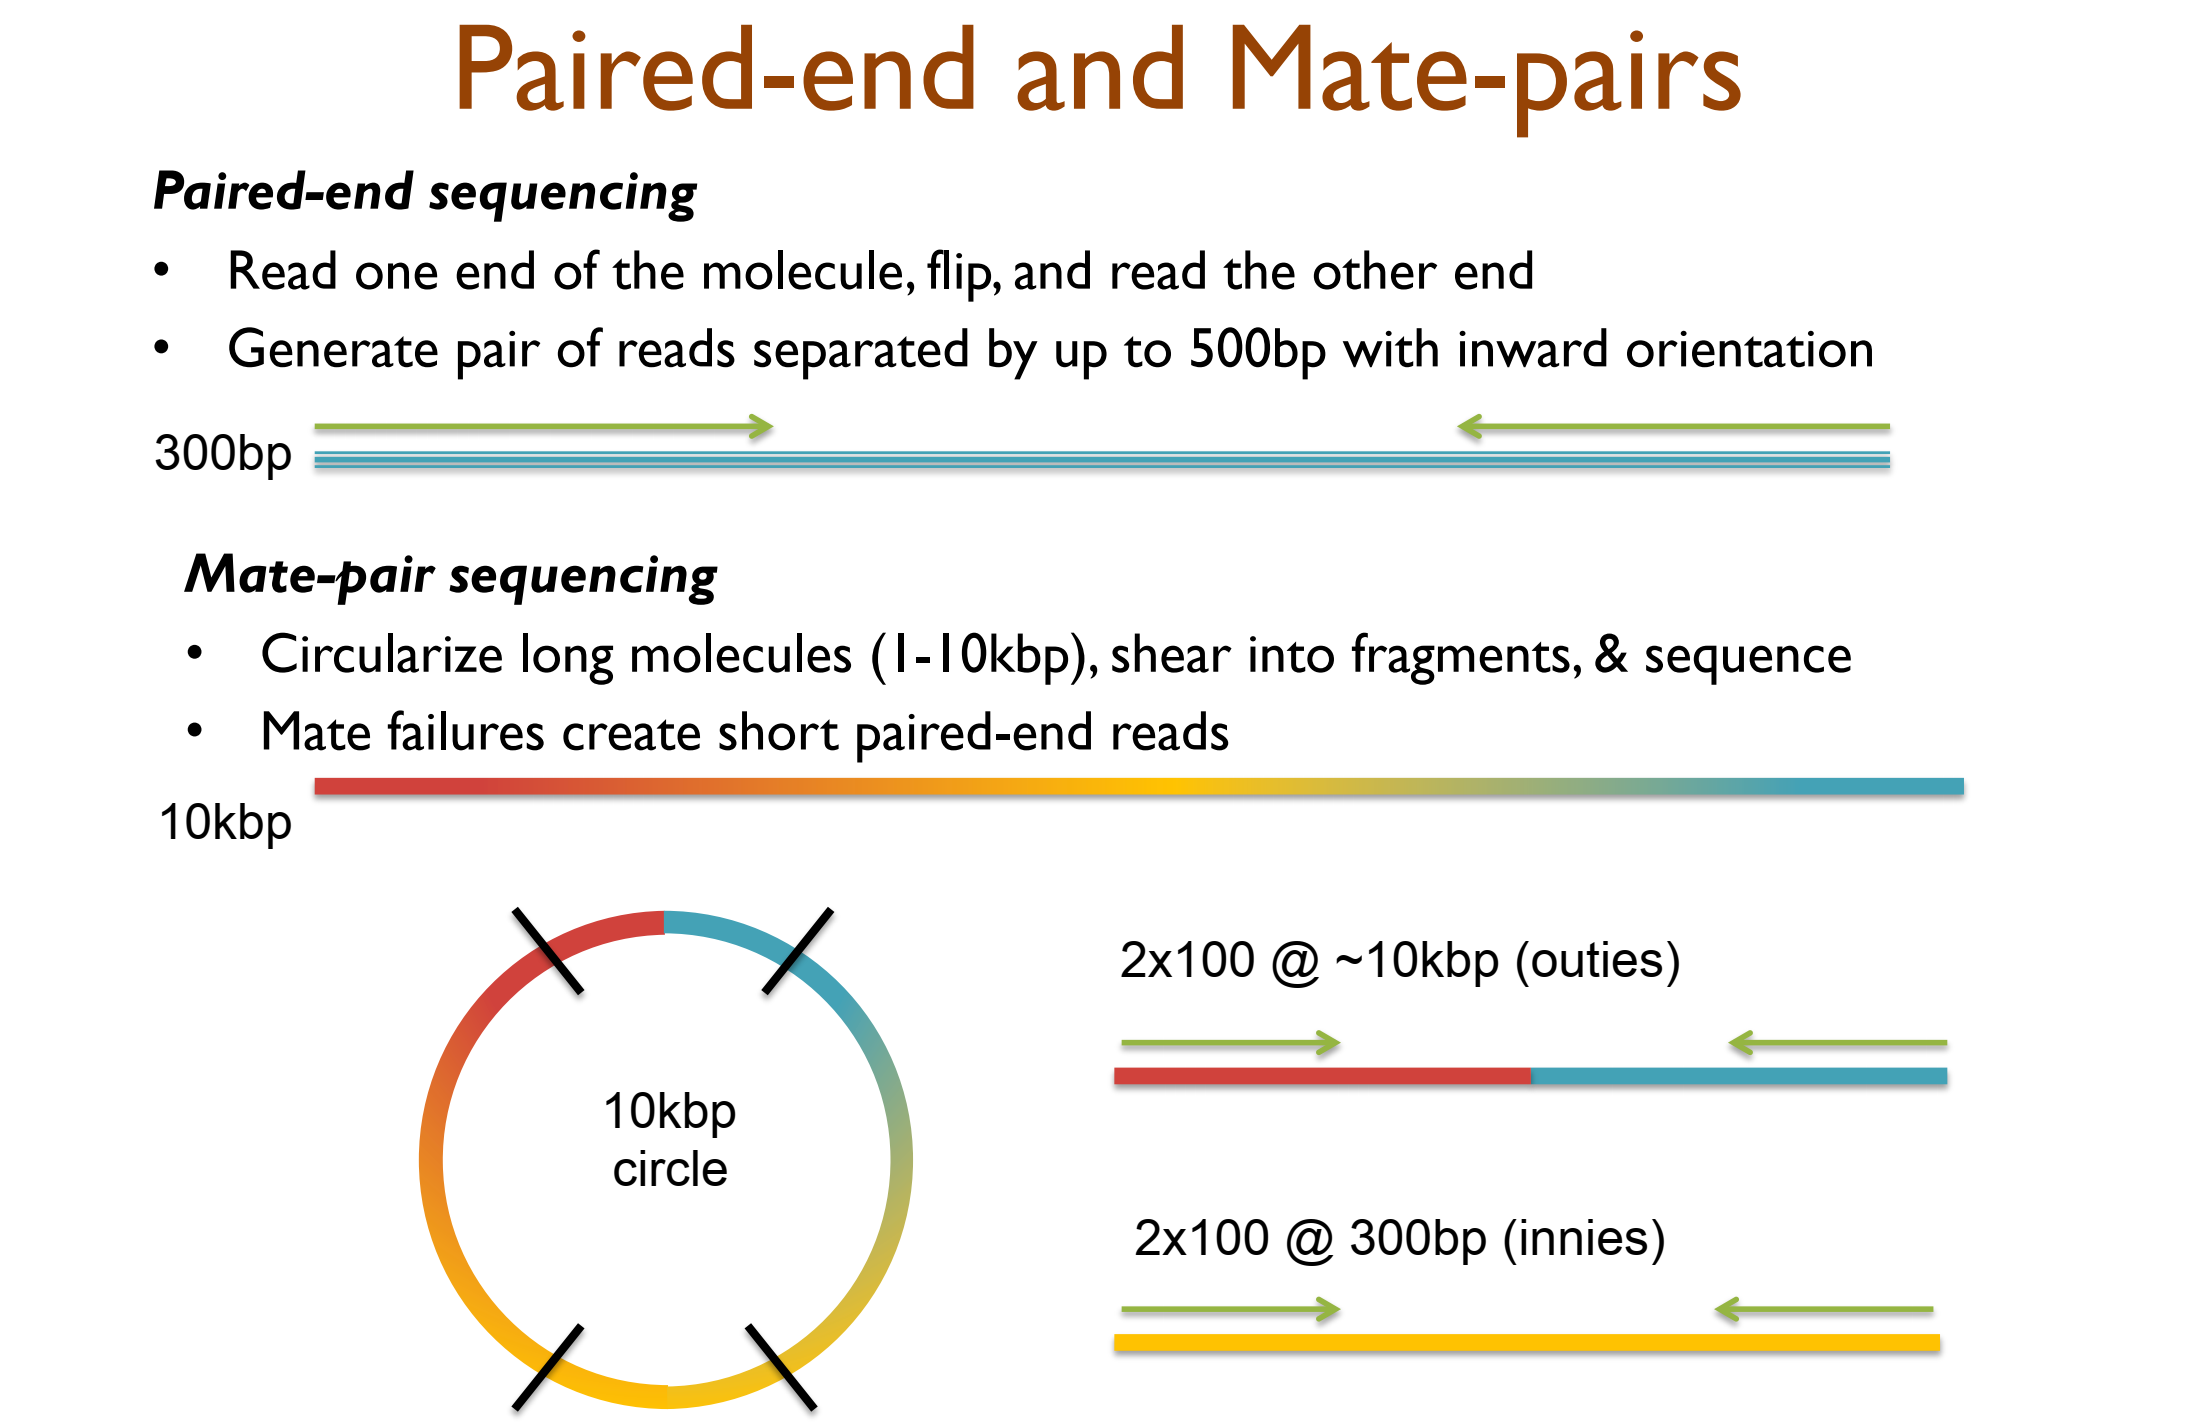 Paired-end and Mate-pairs
Paired-end sequencing
• Read one end of the molecule, flip, and read the other end
• Generate pair of reads separated by up to 500bp with inward orientation
300bp
Mate-pair sequencing
• Circularize long molecules (1-10kbp), shear into fragments, & sequence
• Mate failures create short paired-end reads
10kbp
10kbp
circle
2x100 @ ~10kbp (outies)
2x100 @ 300bp (innies)